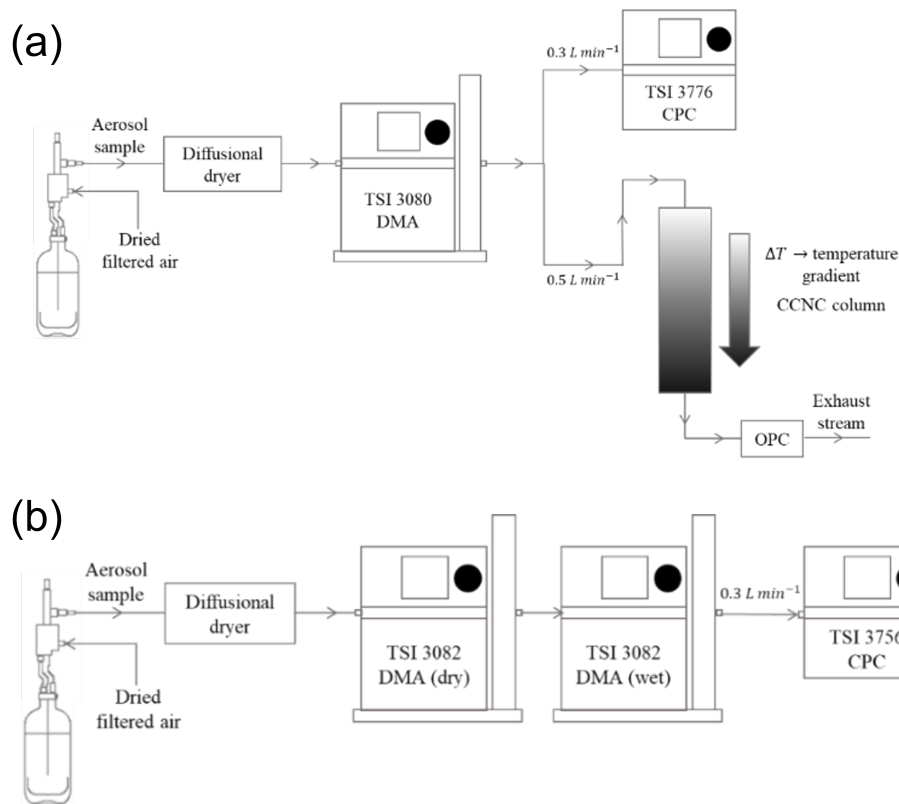 (a)
0.3 L min⁻¹
TSI 3776
CPC
Aerosol
sample
Diffusional
dryer
TSI 3080
DMA
Dried
filtered air
0.5 L min⁻¹
ΔT → temperature
gradient
CCNC column
Exhaust
stream
OPC
(b)
Aerosol
sample
Diffusional
dryer
0.3 L min⁻¹
TSI 3082
DMA (dry)
TSI 3082
DMA (wet)
TSI 3756
CPC
Dried
filtered air